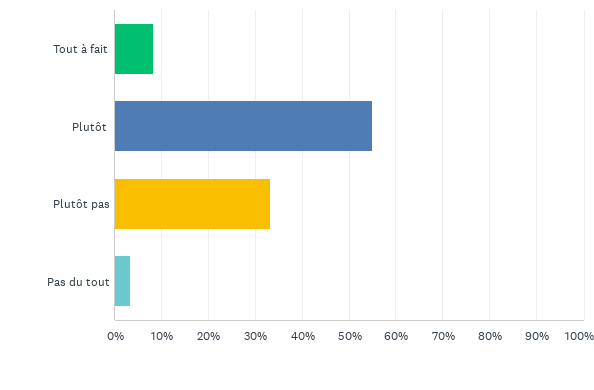 Tout à fait
Plutôt
Plutôt pas
Pas du tout
0% 10% 20% 30% 40% 50% 60% 70% 80% 90% 100%